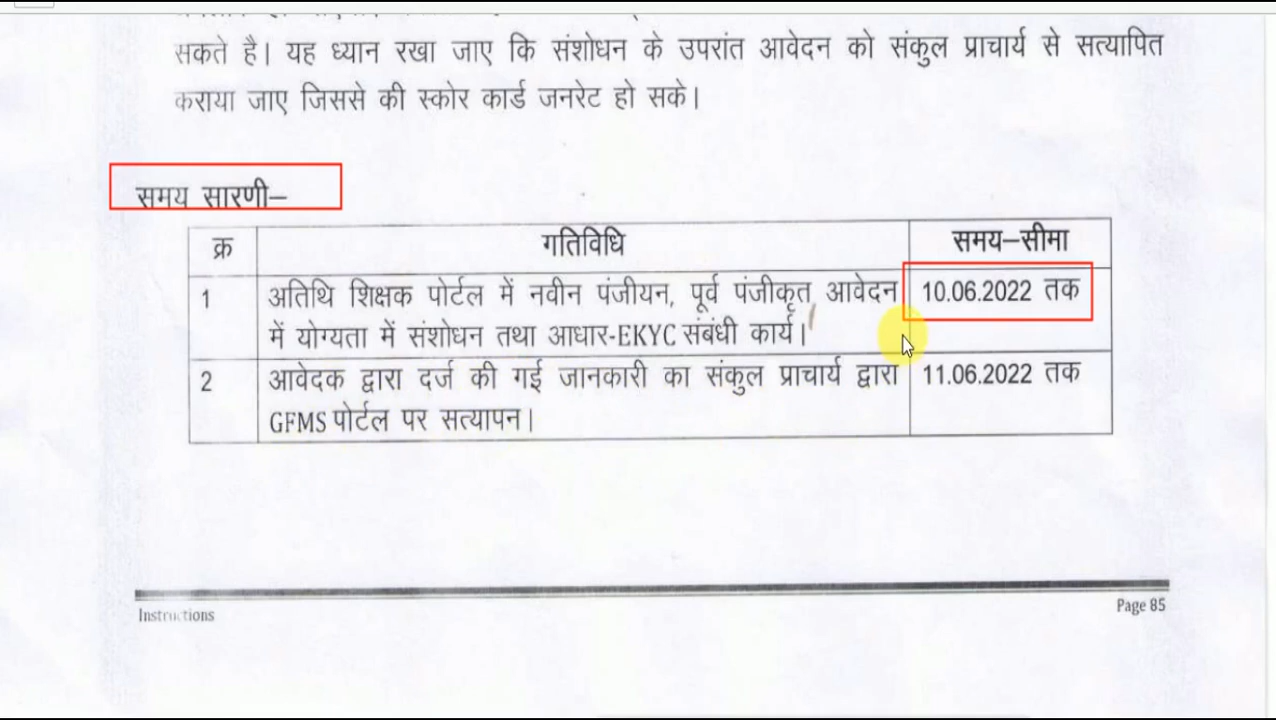 सकते है। यह ध्यान रखा जाए कि संशोधन के उपरांत आवेदन को संकुल प्राचार्य से सत्यापित
कराया जाए जिससे की स्कोर कार्ड जनरेट हो सके।
समय सारणी–
क्र गतिविधि समय–सीमा
1 अतिथि शिक्षक पोर्टल में नवीन पंजीयन, पूर्व पंजीकृत आवेदन 10.06.2022 तक
में योग्यता में संशोधन तथा आधार-EKYC संबंधी कार्य।
2 आवेदक द्वारा दर्ज की गई जानकारी का संकुल प्राचार्य द्वारा 11.06.2022 तक
GFMS पोर्टल पर सत्यापन।
Instructions Page 85